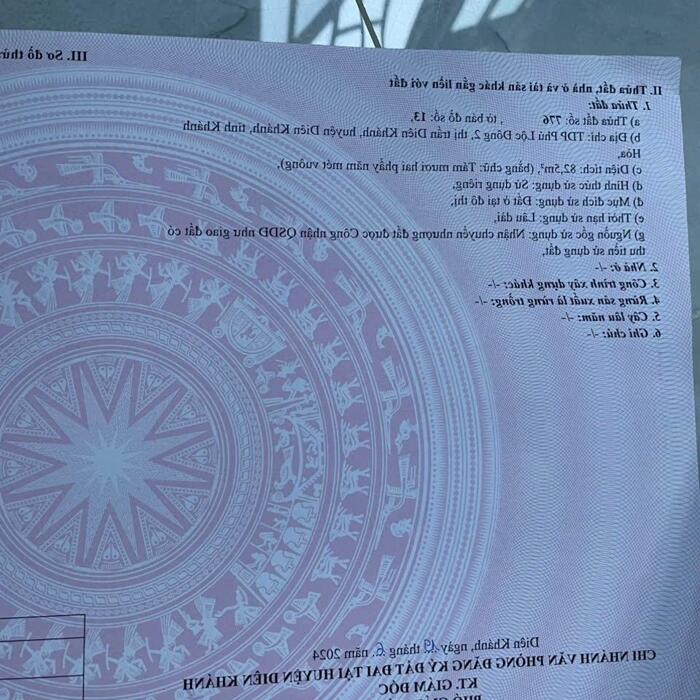 II. Thửa đất, nhà ở và tài sản khác gắn liền với đất
1. Thửa đất:
a) Thửa đất số: 776 , tờ bản đồ số: 13,
b) Địa chỉ: TDP Phú Lộc Đông 2, thị trấn Diên Khánh, huyện Diên Khánh, tỉnh Khánh
Hòa,
c) Diện tích: 82,5m², (bằng chữ: Tám mươi hai phẩy năm mét vuông),
d) Hình thức sử dụng: Sử dụng riêng,
đ) Mục đích sử dụng: Đất ở tại đô thị,
e) Thời hạn sử dụng: Lâu dài,
g) Nguồn gốc sử dụng: Nhận chuyển nhượng đất được Công nhận QSDĐ như giao đất có
thu tiền sử dụng đất,
2. Nhà ở: -/-
3. Công trình xây dựng khác: -/-
4. Rừng sản xuất là rừng trồng: -/-
5. Cây lâu năm: -/-
6. Ghi chú: -/-
III. Sơ đồ thử
Diên Khánh, ngày 19 tháng 6. năm 2024
CHI NHÁNH VĂN PHÒNG ĐĂNG KÝ ĐẤT ĐAI TẠI HUYỆN DIÊN KHÁNH
KT. GIÁM ĐỐC